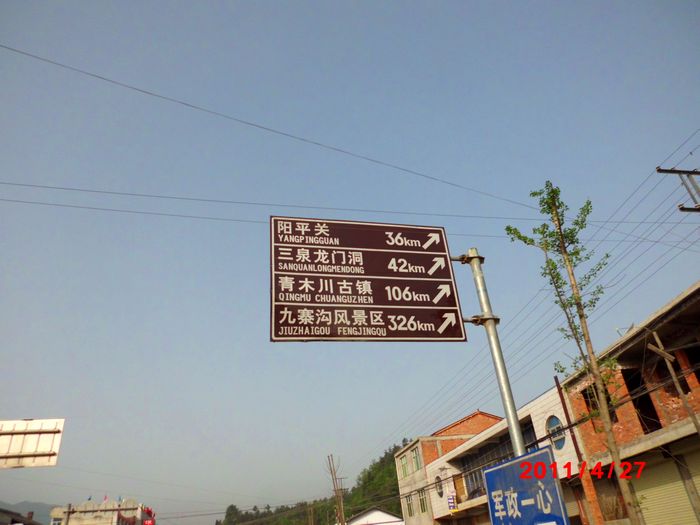 阳平关
YANGPINGGUAN
36km
三泉龙门洞
SANQUANLONGMENDONG
42km
青木川古镇
QINGMU CHUANGUZHEN
106km
九寨沟风景区
JIUZHAIGOU FENGJINGQU
326km
军政一心
2011/4/27